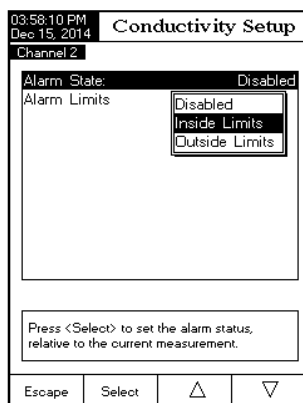 03:58:10 PM
Dec 15, 2014
Conductivity Setup
Channel 2
Alarm State: Disabled
Alarm Limits
Disabled
Inside Limits
Outside Limits
Press <Select> to set the alarm status,
relative to the current measurement.
Escape Select △ ▽